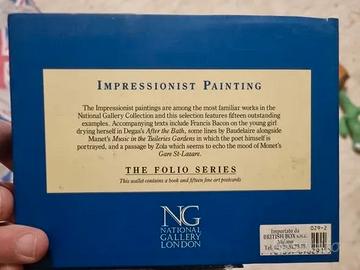 IMPRESSIONIST PAINTING
The Impressionist paintings are among the most familiar works in the
National Gallery Collection and this selection features fifteen outstanding
examples. Accompanying texts include Francis Bacon on the young girl
drying herself in Degas's After the Bath, some lines by Baudelaire alongside
Manet's Music in the Tuileries Gardens in which the poet himself is
portrayed, and a passage by Zola which seems to echo the mood of Monet's
Gare St-Lazare.
THE FOLIO SERIES
This wallet contains a book and fifteen fine art postcards
NG
NATIONAL
GALLERY
LONDON
Importato da
BRITISH BOX
029-2